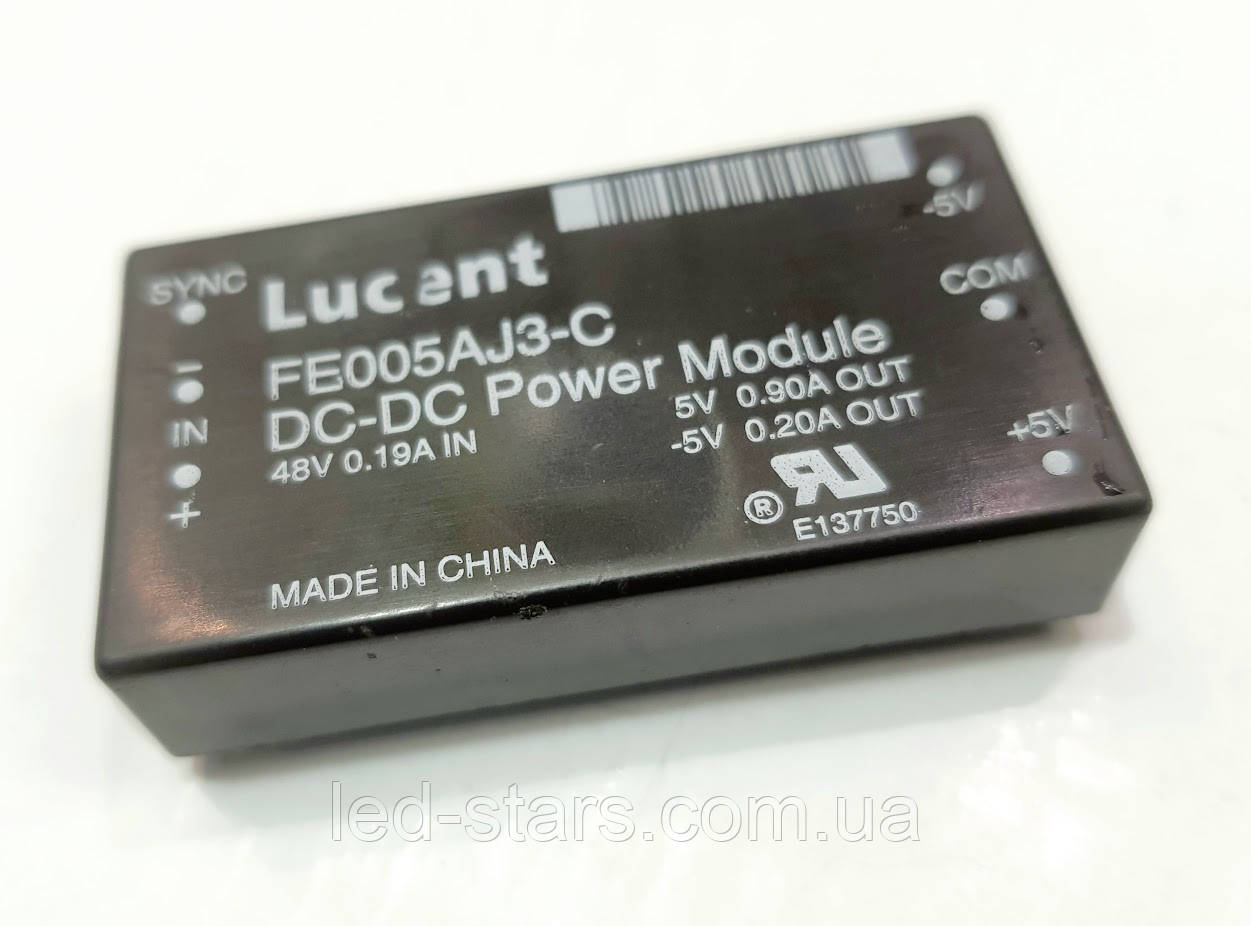 SYNC
–
IN
+
Lucent
FE005AJ3-C
DC-DC Power Module
48V 0.19A IN
5V 0.90A OUT
-5V 0.20A OUT
®
E137750
MADE IN CHINA
-5V
COM
+5V
led-stars.com.ua